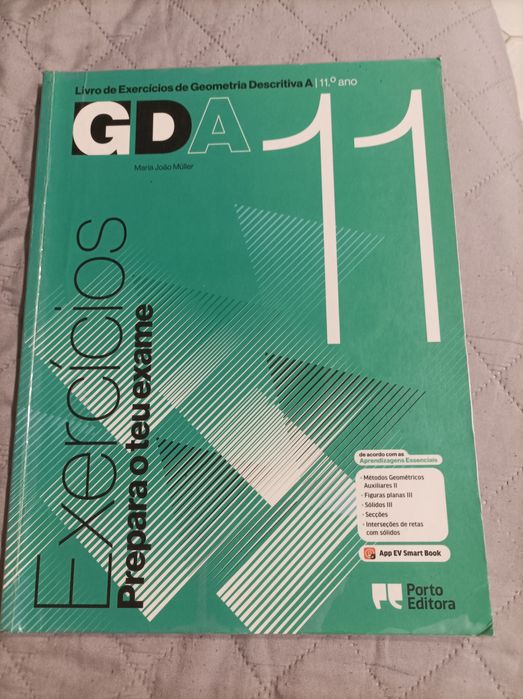 Livro de Exercícios de Geometria Descritiva A | 11.º ano
GDA 11
Maria João Müller
Exercícios
Prepara o teu exame
de acordo com as
Aprendizagens Essenciais
· Métodos Geométricos
Auxiliares II
· Figuras planas III
· Sólidos III
· Secções
· Interseções de retas
com sólidos
App EV Smart Book
Porto
Editora